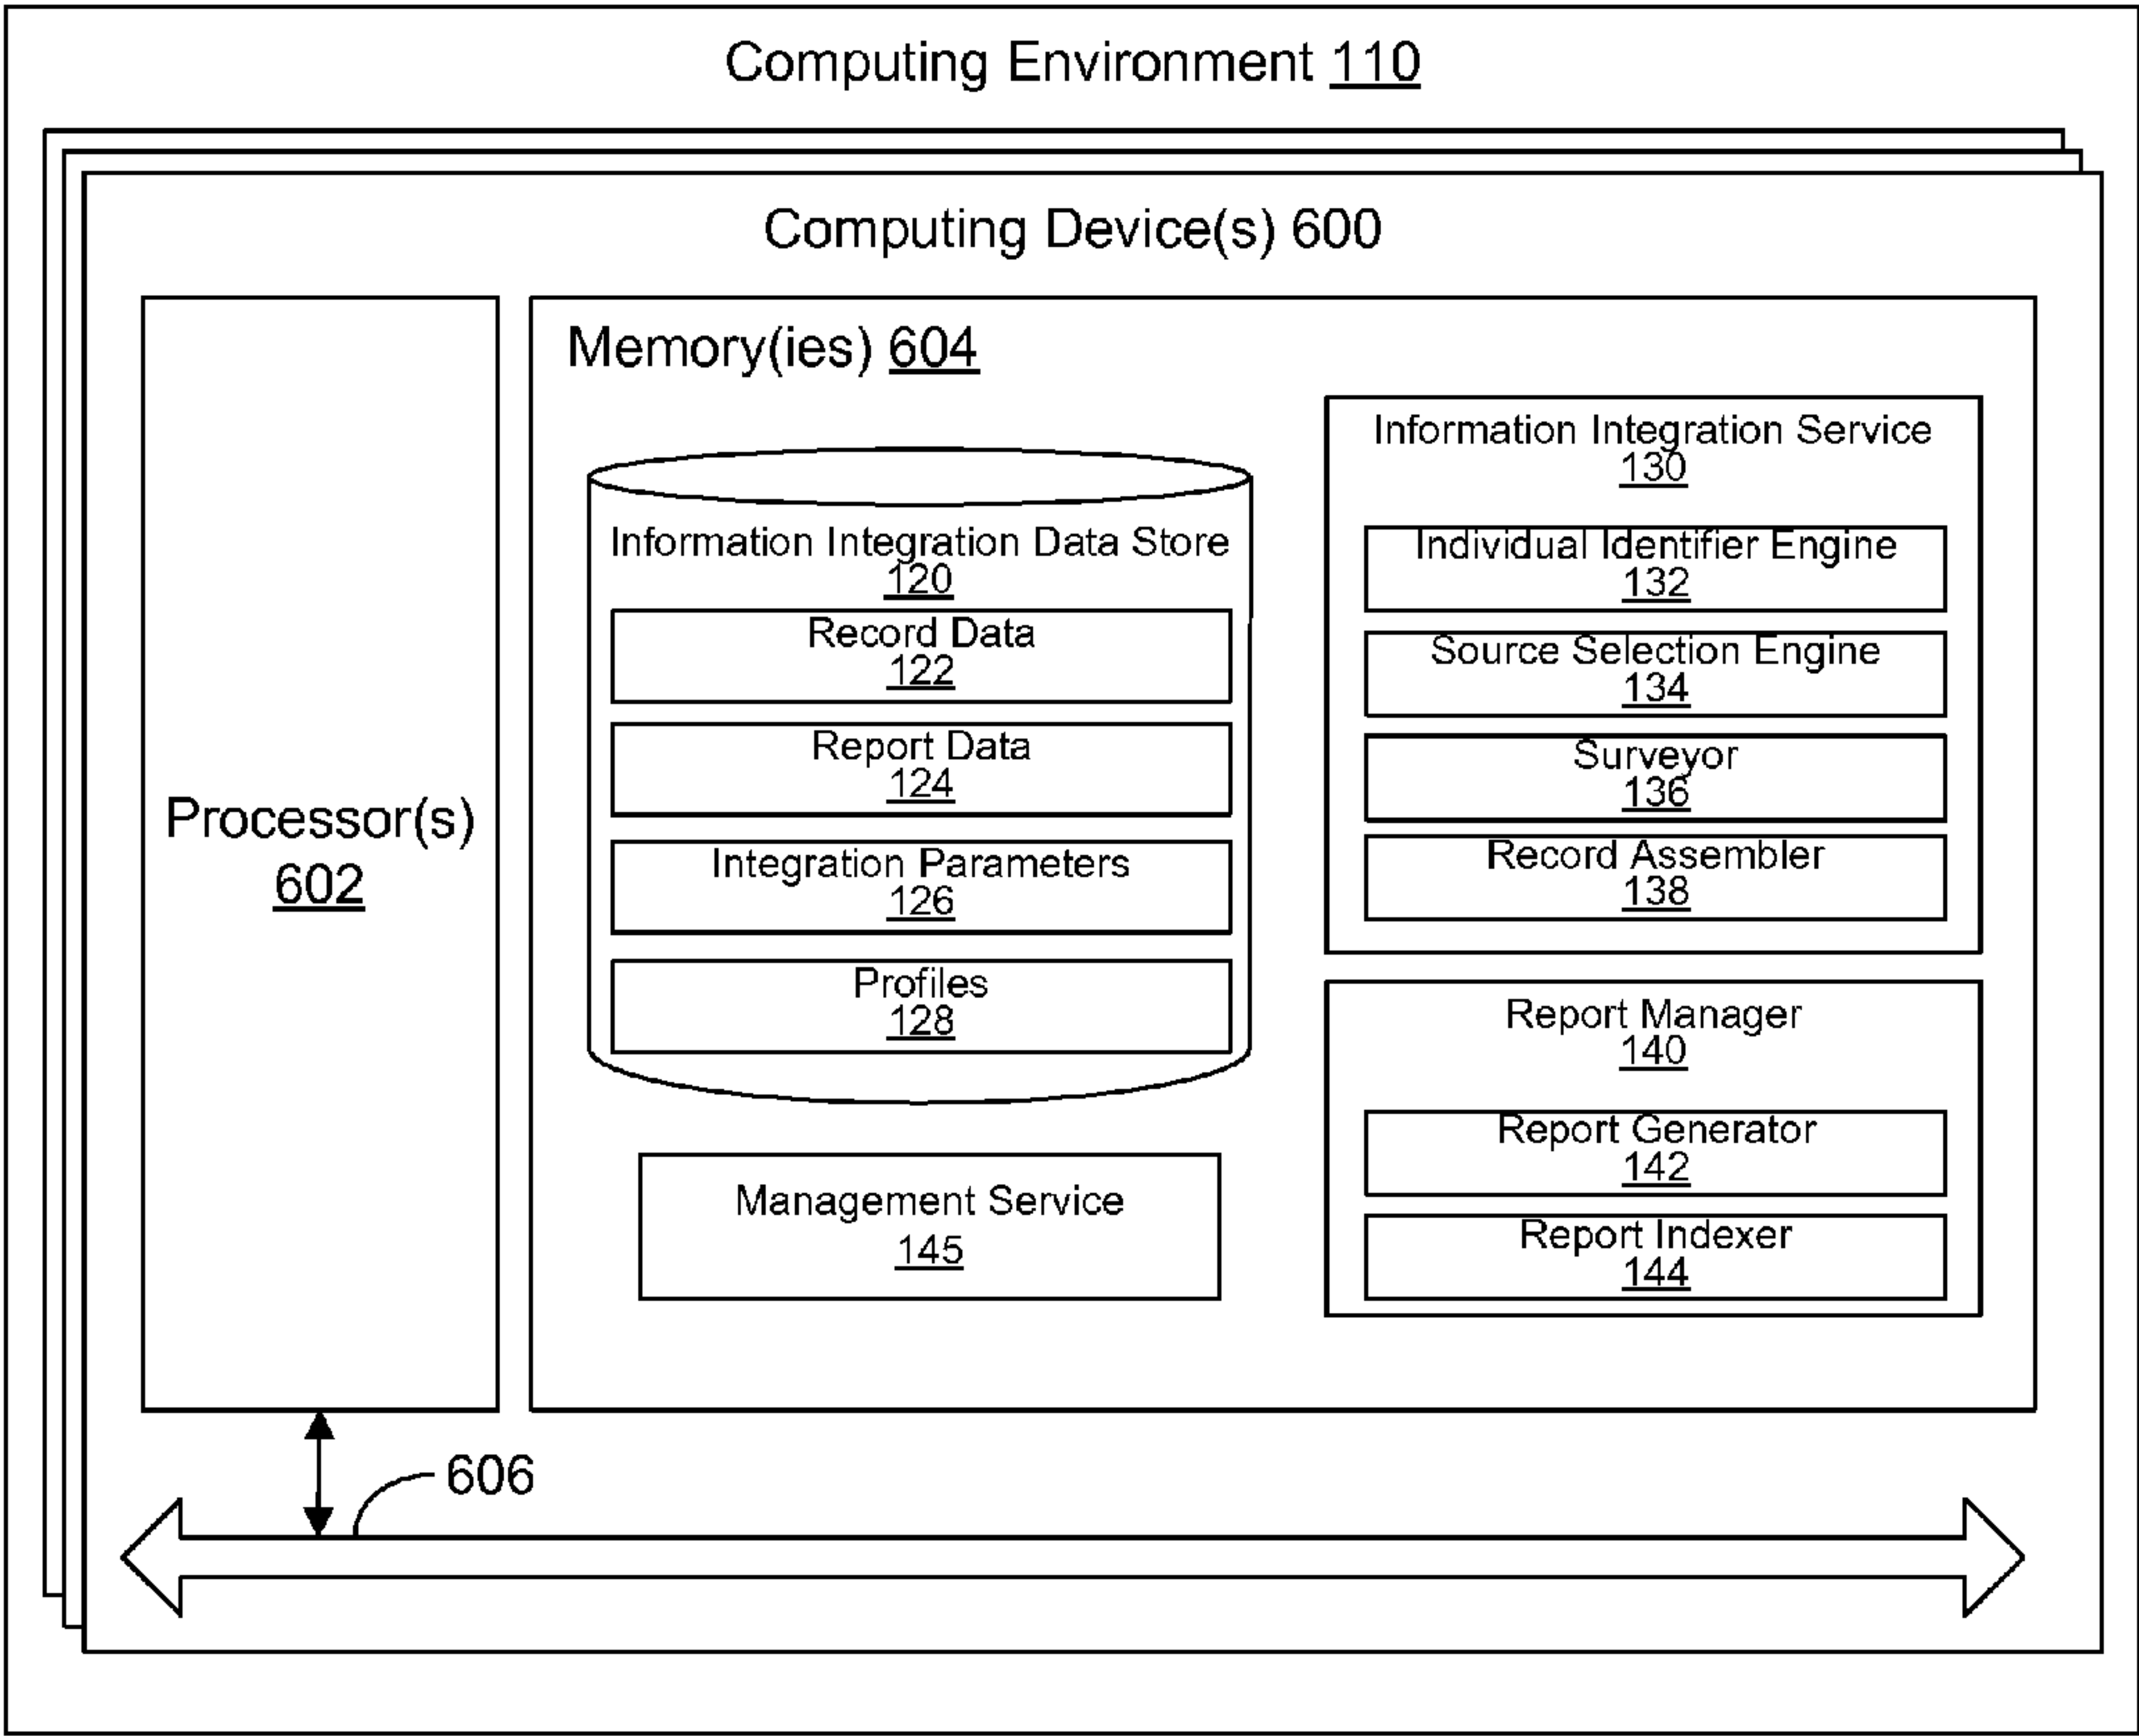 Computing Environment 110
Computing Device(s) 600
Processor(s)
602
Memory(ies) 604
Information Integration Data Store
120
Record Data
122
Report Data
124
Integration Parameters
126
Profiles
128
Management Service
145
Information Integration Service
130
Individual Identifier Engine
132
Source Selection Engine
134
Surveyor
136
Record Assembler
138
Report Manager
140
Report Generator
142
Report Indexer
144
606